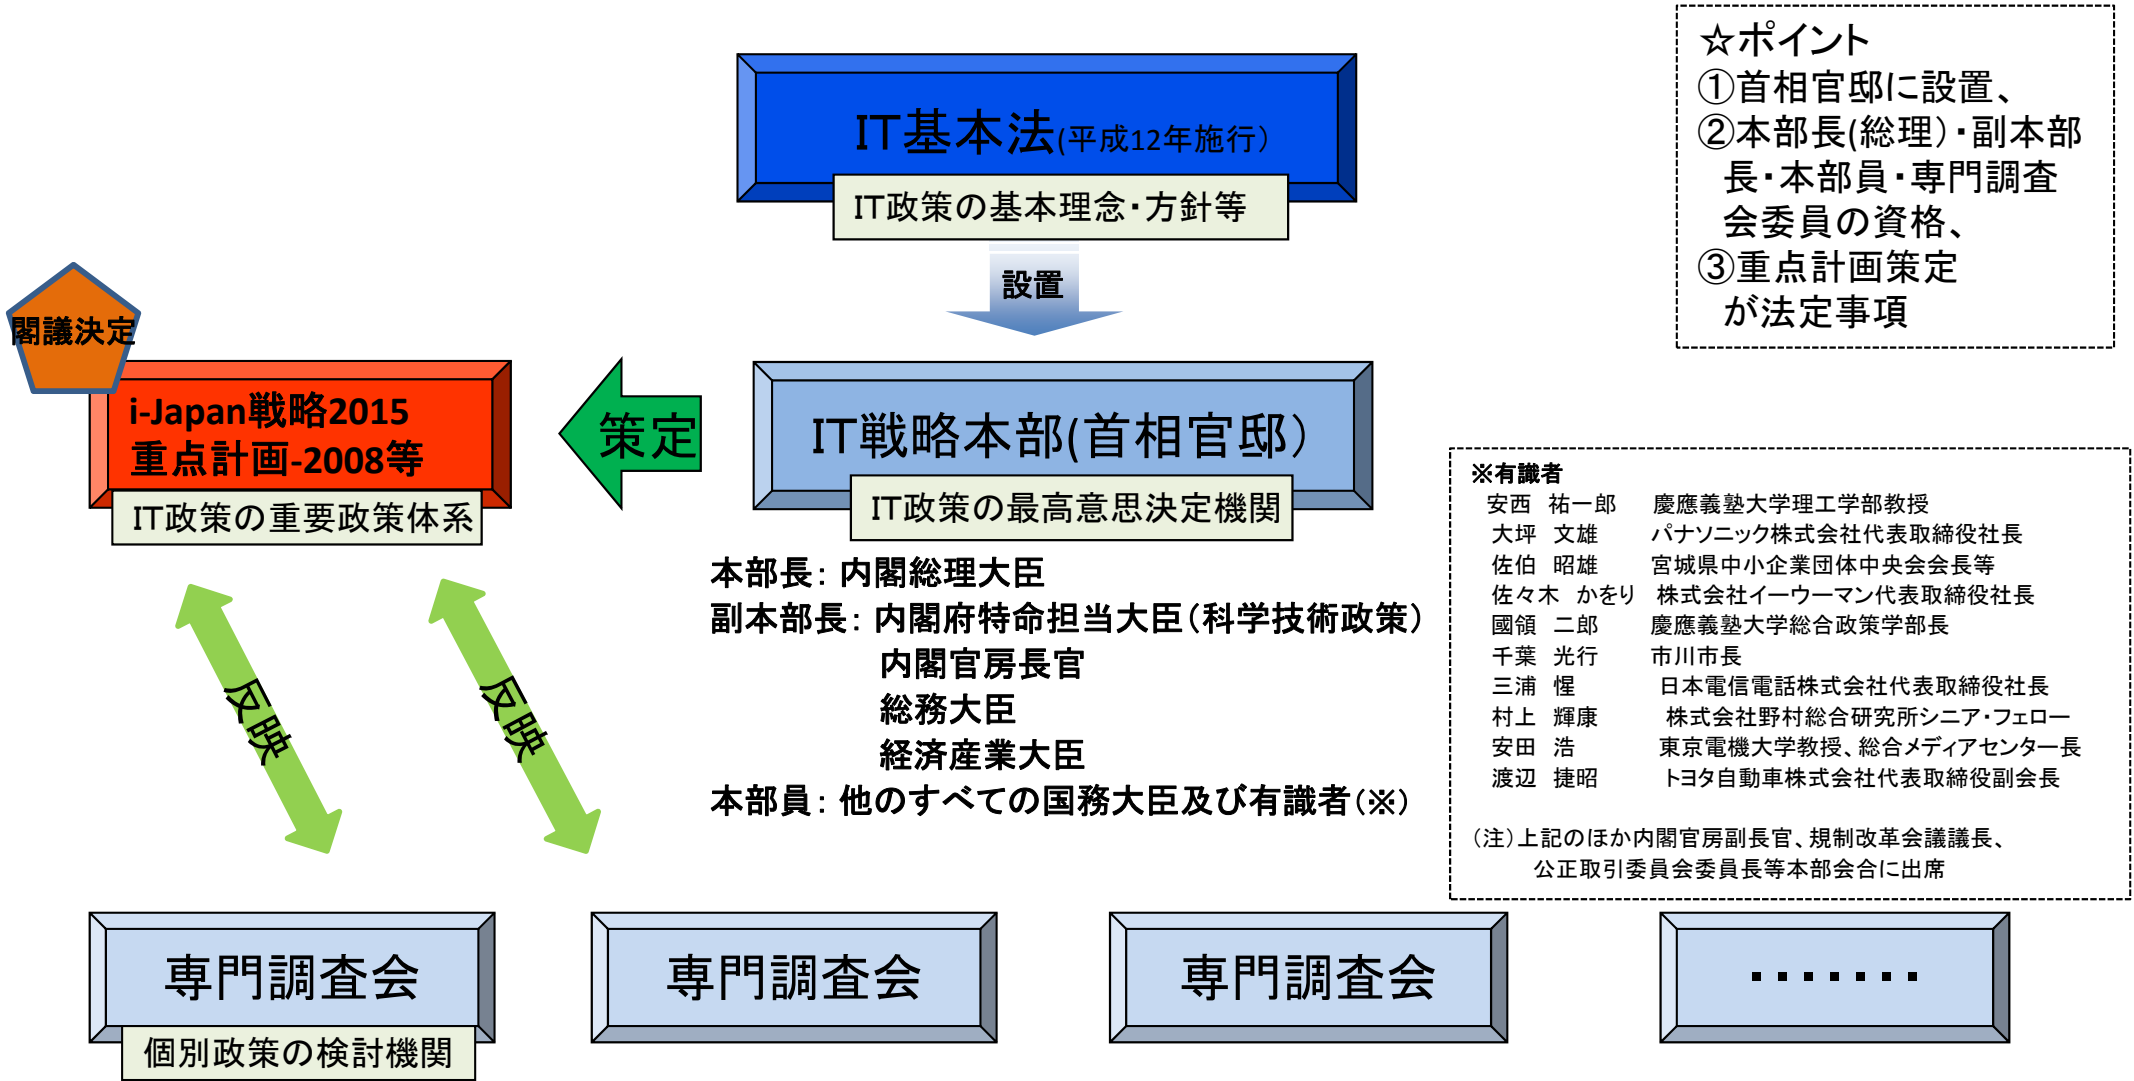 ☆ポイント
①首相官邸に設置、
②本部長(総理)・副本部
長・本部員・専門調査
会委員の資格、
③重点計画策定
が法定事項
IT基本法(平成12年施行)
IT政策の基本理念・方針等
設置
閣議決定
i-Japan戦略2015
重点計画-2008等
IT政策の重要政策体系
策定
IT戦略本部(首相官邸)
IT政策の最高意思決定機関
本部長：内閣総理大臣
副本部長：内閣府特命担当大臣(科学技術政策)
内閣官房長官
総務大臣
経済産業大臣
本部員：他のすべての国務大臣及び有識者(※)
※有識者
安西 祐一郎 慶應義塾大学理工学部教授
大坪 文雄 パナソニック株式会社代表取締役社長
佐伯 昭雄 宮城県中小企業団体中央会会長等
佐々木 かをり 株式会社イーウーマン代表取締役社長
國領 二郎 慶應義塾大学総合政策学部長
千葉 光行 市川市長
三浦 惺 日本電信電話株式会社代表取締役社長
村上 輝康 株式会社野村総合研究所シニア・フェロー
安田 浩 東京電機大学教授、総合メディアセンター長
渡辺 捷昭 トヨタ自動車株式会社代表取締役副会長
(注)上記のほか内閣官房副長官、規制改革会議議長、
公正取引委員会委員長等本部会合に出席
反映
反映
専門調査会
個別政策の検討機関
専門調査会
専門調査会
・・・・・・・